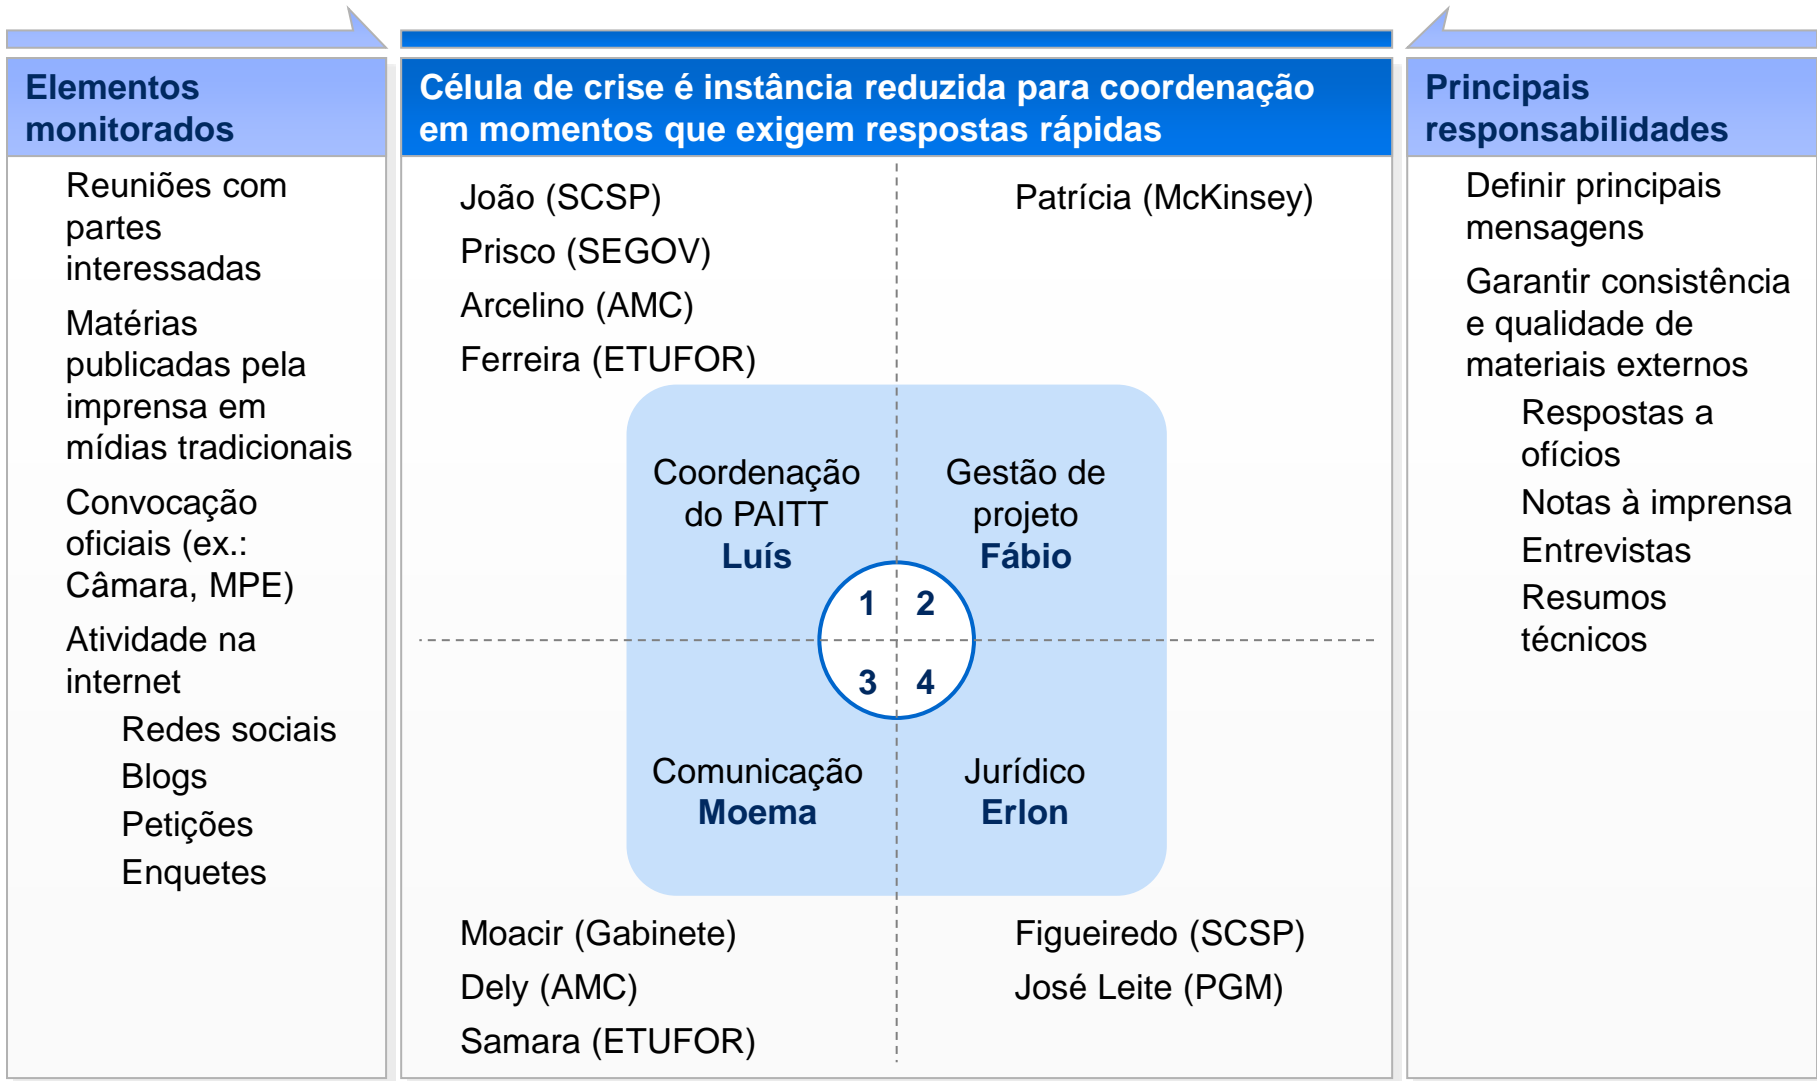 Elementos
monitorados
Reuniões com
partes
interessadas
Matérias
publicadas pela
imprensa em
mídias tradicionais
Convocação
oficiais (ex.:
Câmara, MPE)
Atividade na
internet
Redes sociais
Blogs
Petições
Enquetes
Célula de crise é instância reduzida para coordenação
em momentos que exigem respostas rápidas
João (SCSP)
Prisco (SEGOV)
Arcelino (AMC)
Ferreira (ETUFOR)
Patrícia (McKinsey)
Coordenação
do PAITT
Luís
Gestão de
projeto
Fábio
1
2
3
4
Comunicação
Moema
Jurídico
Erlon
Moacir (Gabinete)
Dely (AMC)
Samara (ETUFOR)
Figueiredo (SCSP)
José Leite (PGM)
Principais
responsabilidades
Definir principais
mensagens
Garantir consistência
e qualidade de
materiais externos
Respostas a
ofícios
Notas à imprensa
Entrevistas
Resumos
técnicos